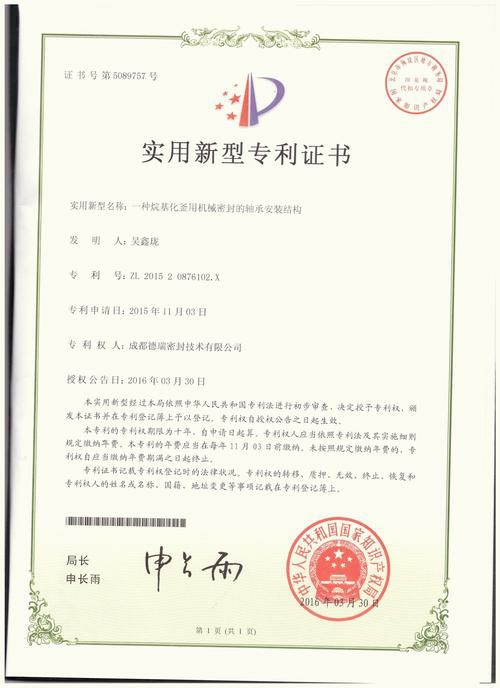 证书号第5089757号
实用新型专利证书
实用新型名称：一种烷基化釜用机械密封的轴承安装结构
发明人：吴鑫珑
专利号：ZL 2015 2 0876102.X
专利申请日：2015年11月03日
专利权人：成都德瑞密封技术有限公司
授权公告日：2016年03月30日
本实用新型经过本局依照中华人民共和国专利法进行初步审查，决定授予专利权，颁
发本证书并在专利登记簿上予以登记。专利权自授权公告之日起生效。
本专利的专利权期限为十年，自申请日起算。专利权人应当依照专利法及其实施细则
规定缴纳年费。本专利的年费应当在每年11月03日前缴纳。未按照规定缴纳年费的，专利
权自应当缴纳年费期满之日起终止。
专利证书记载专利权登记时的法律状况。专利权的转移、质押、无效、终止、恢复和
专利权人的姓名或名称、国籍、地址变更等事项记载在专利登记簿上。
局长
申长雨
申长雨
中华人民共和国国家知识产权局
2016年03月30日
第1页（共1页）